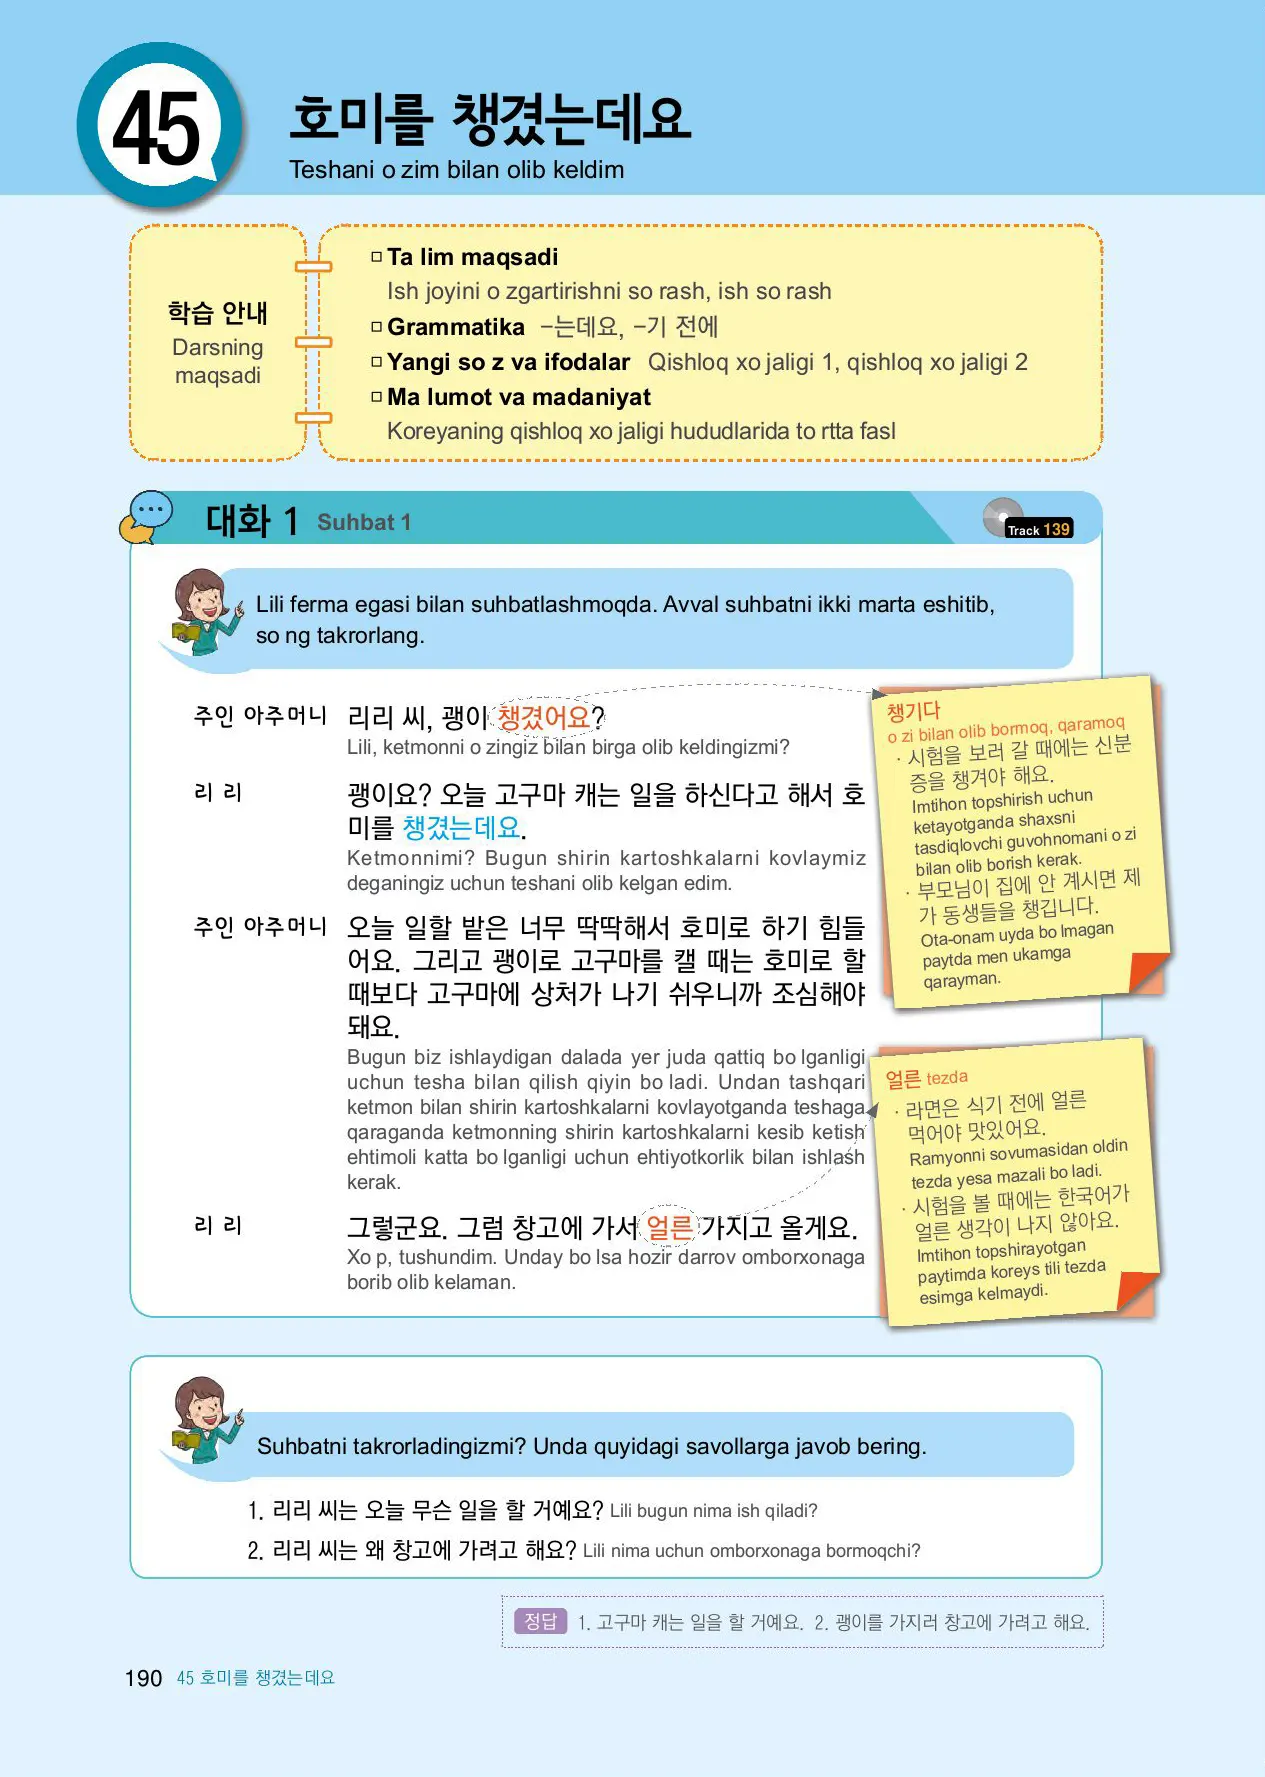 45
호미를 챙겼는데요
Teshani o zim bilan olib keldim
학습 안내
Darsning
maqsadi
Ta lim maqsadi
Ish joyini o zgartirishni so rash, ish so rash
Grammatika -는데요, -기 전에
Yangi so z va ifodalar Qishloq xo jaligi 1, qishloq xo jaligi 2
Ma lumot va madaniyat
Koreyaning qishloq xo jaligi hududlarida to rtta fasl
대화 1 Suhbat 1
Track 139
Lili ferma egasi bilan suhbatlashmoqda. Avval suhbatni ikki marta eshitib,
so ng takrorlang.
주인 아주머니 리리 씨, 괭이 챙겼어요?
Lili, ketmonni o zingiz bilan birga olib keldingizmi?
리 리 괭이요? 오늘 고구마 캐는 일을 하신다고 해서 호
미를 챙겼는데요.
Ketmonnimi? Bugun shirin kartoshkalarni kovlaymiz
deganingiz uchun teshani olib kelgan edim.
주인 아주머니 오늘 일할 밭은 너무 딱딱해서 호미로 하기 힘들
어요. 그리고 괭이로 고구마를 캘 때는 호미로 할
때보다 고구마에 상처가 나기 쉬우니까 조심해야
돼요.
Bugun biz ishlaydigan dalada yer juda qattiq bo lganligi
uchun tesha bilan qilish qiyin bo ladi. Undan tashqari
ketmon bilan shirin kartoshkalarni kovlayotganda teshaga
qaraganda ketmonning shirin kartoshkalarni kesib ketish
ehtimoli katta bo lganligi uchun ehtiyotkorlik bilan ishlash
kerak.
리 리 그렇군요. 그럼 창고에 가서 얼른 가지고 올게요.
Xo p, tushundim. Unday bo lsa hozir darrov omborxonaga
borib olib kelaman.
챙기다
o zi bilan olib bormoq, qaramoq
· 시험을 보러 갈 때에는 신분
증을 챙겨야 해요.
Imtihon topshirish uchun
ketayotganda shaxsni
tasdiqlovchi guvohnomani o zi
bilan olib borish kerak.
· 부모님이 집에 안 계시면 제
가 동생들을 챙깁니다.
Ota-onam uyda bo lmagan
paytda men ukamga
qarayman.
얼른 tezda
· 라면은 식기 전에 얼른
먹어야 맛있어요.
Ramyonni sovumasidan oldin
tezda yesa mazali bo ladi.
· 시험을 볼 때에는 한국어가
얼른 생각이 나지 않아요.
Imtihon topshirayotgan
paytimda koreys tili tezda
esimga kelmaydi.
Suhbatni takrorladingizmi? Unda quyidagi savollarga javob bering.
1. 리리 씨는 오늘 무슨 일을 할 거예요? Lili bugun nima ish qiladi?
2. 리리 씨는 왜 창고에 가려고 해요? Lili nima uchun omborxonaga bormoqchi?
정답 1. 고구마 캐는 일을 할 거예요. 2. 괭이를 가지러 창고에 가려고 해요.
190 45 호미를 챙겼는데요